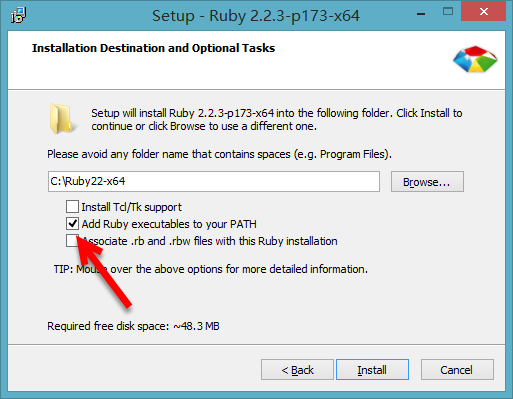 Setup - Ruby 2.2.3-p173-x64
Installation Destination and Optional Tasks
Setup will install Ruby 2.2.3-p173-x64 into the following folder. Click Install to
continue or click Browse to use a different one.
Please avoid any folder name that contains spaces (e.g. Program Files).
C:\Ruby22-x64
Browse...
Install Tcl/Tk support
Add Ruby executables to your PATH
Associate .rb and .rbw files with this Ruby installation
TIP: Mouse over the above options for more detailed information.
Required free disk space: ~48.3 MB
< Back
Install
Cancel